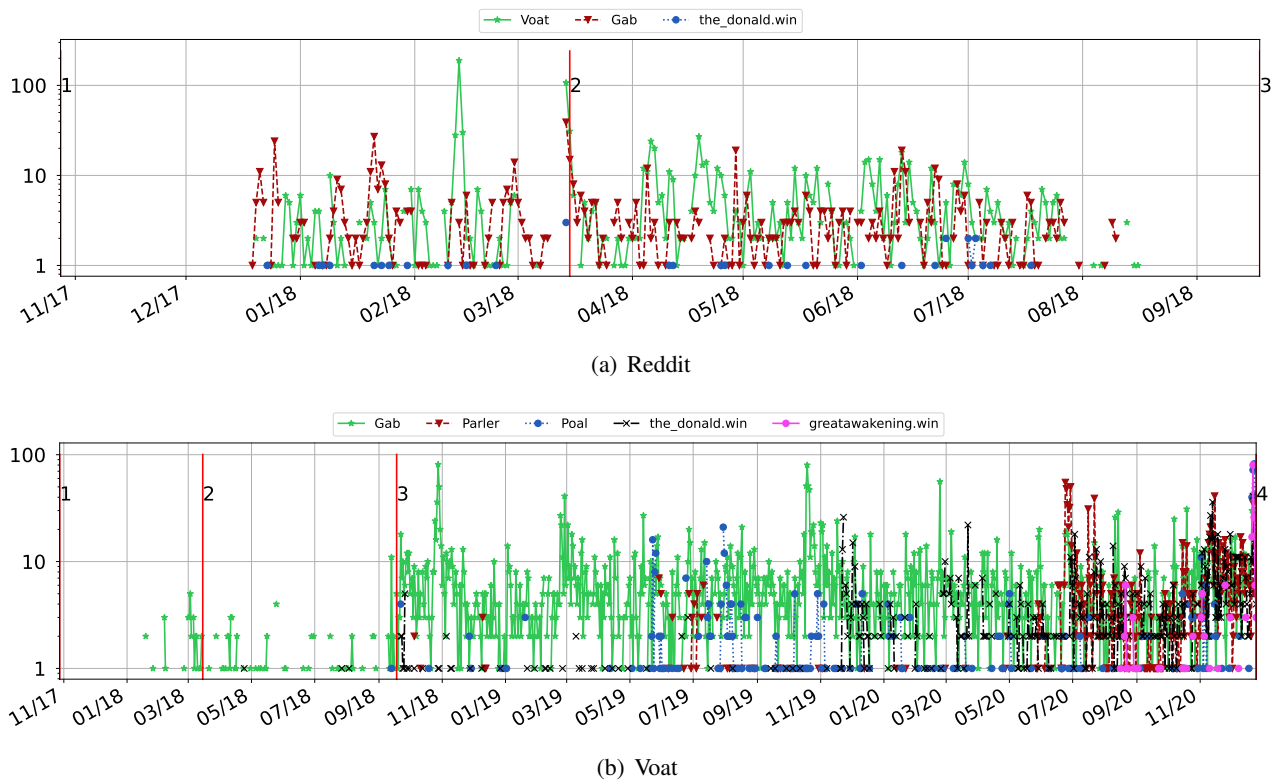 Voat Gab the_donald.win
100
10
1
1 2 3
11/17 12/17 01/18 02/18 03/18 04/18 05/18 06/18 07/18 08/18 09/18
(a) Reddit
Gab Parler Poal the_donald.win greatawakening.win
100
10
1
1 2 3 4
11/17 01/18 03/18 05/18 07/18 09/18 11/18 01/19 03/19 05/19 07/19 09/19 11/19 01/20 03/20 05/20 07/20 09/20 11/20
(b) Voat